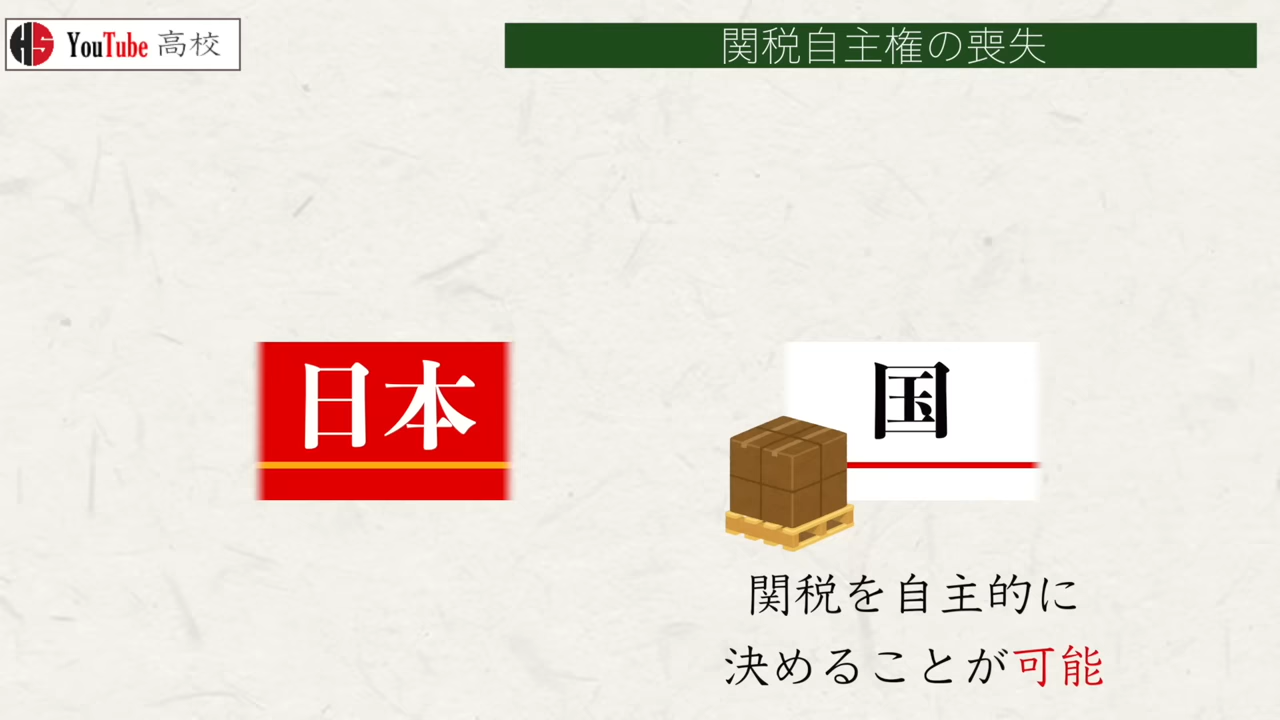 HS YouTube 高校
関税自主権の喪失
日本
国
関税を自主的に
決めることが可能